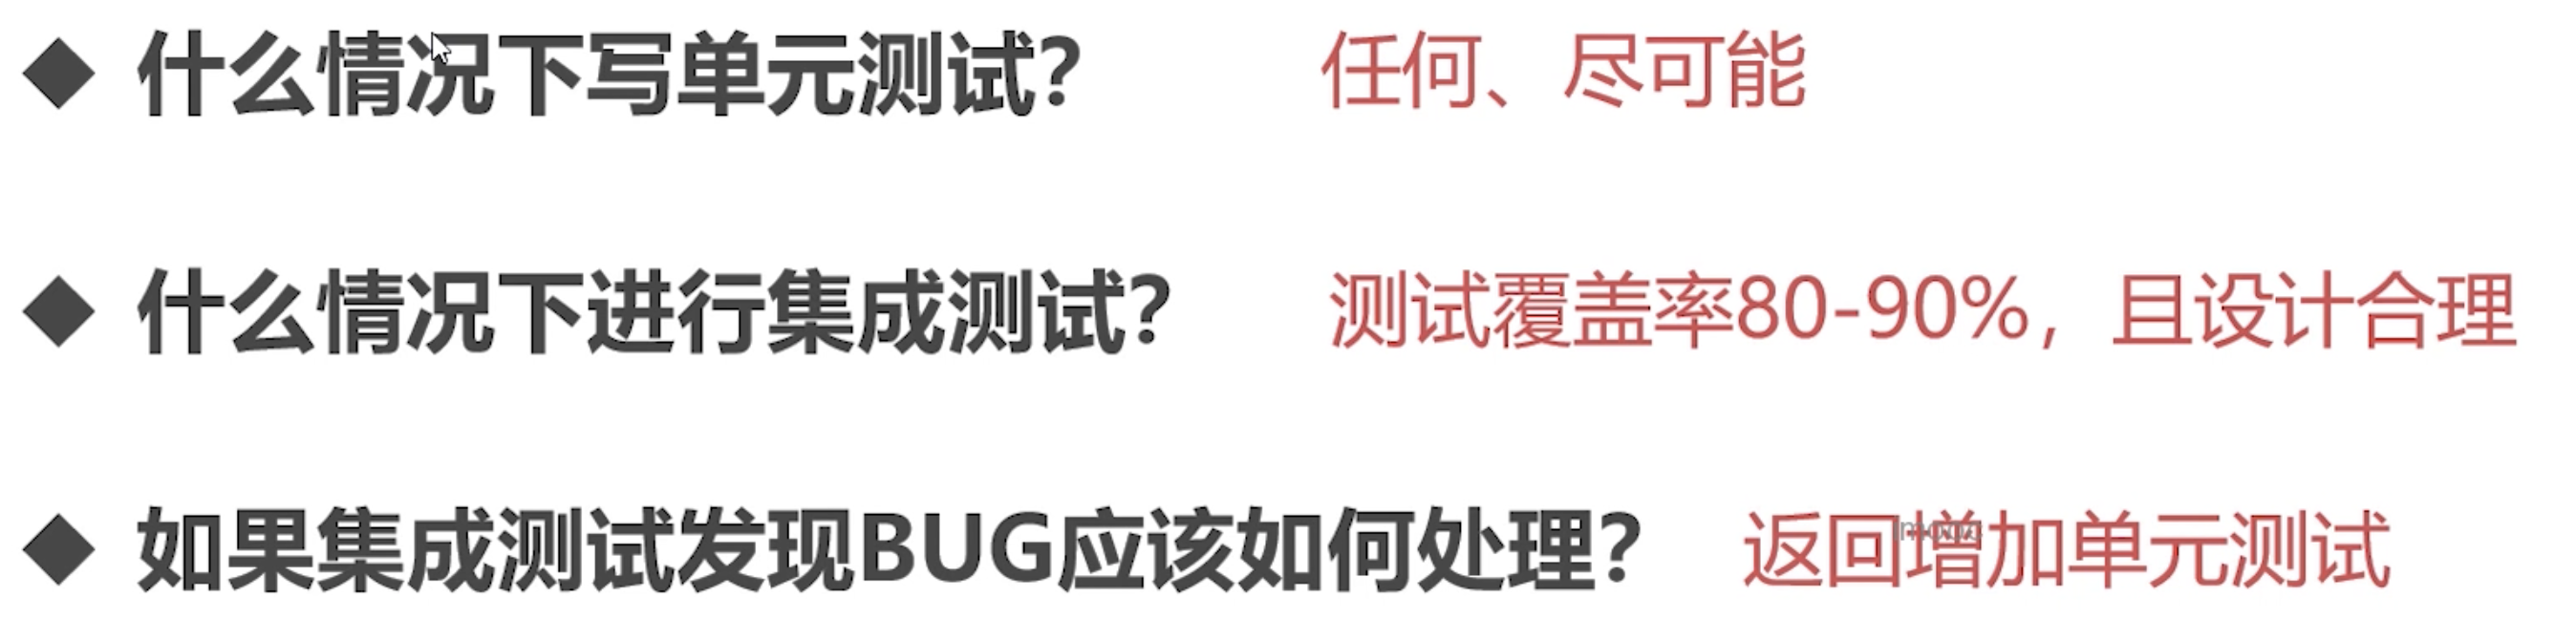 ◆ 什么情况下写单元测试? 任何、尽可能
◆ 什么情况下进行集成测试? 测试覆盖率80-90%，且设计合理
◆ 如果集成测试发现BUG应该如何处理? 返回增加单元测试